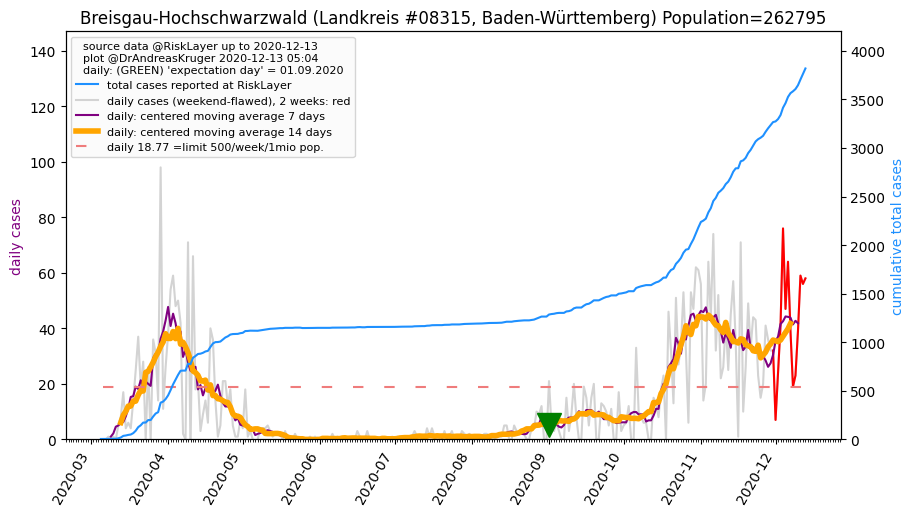 Breisgau-Hochschwarzwald (Landkreis #08315, Baden-Württemberg) Population=262795
source data @RiskLayer up to 2020-12-13
plot @DrAndreasKruger 2020-12-13 05:04
daily: (GREEN) 'expectation day' = 01.09.2020
total cases reported at RiskLayer
daily cases (weekend-flawed), 2 weeks: red
daily: centered moving average 7 days
daily: centered moving average 14 days
daily 18.77 =limit 500/week/1mio pop.
daily cases
140
120
100
80
60
40
20
0
4000
3500
3000
2500
2000
1500
1000
500
0
cumulative total cases
2020-03
2020-04
2020-05
2020-06
2020-07
2020-08
2020-09
2020-10
2020-11
2020-12